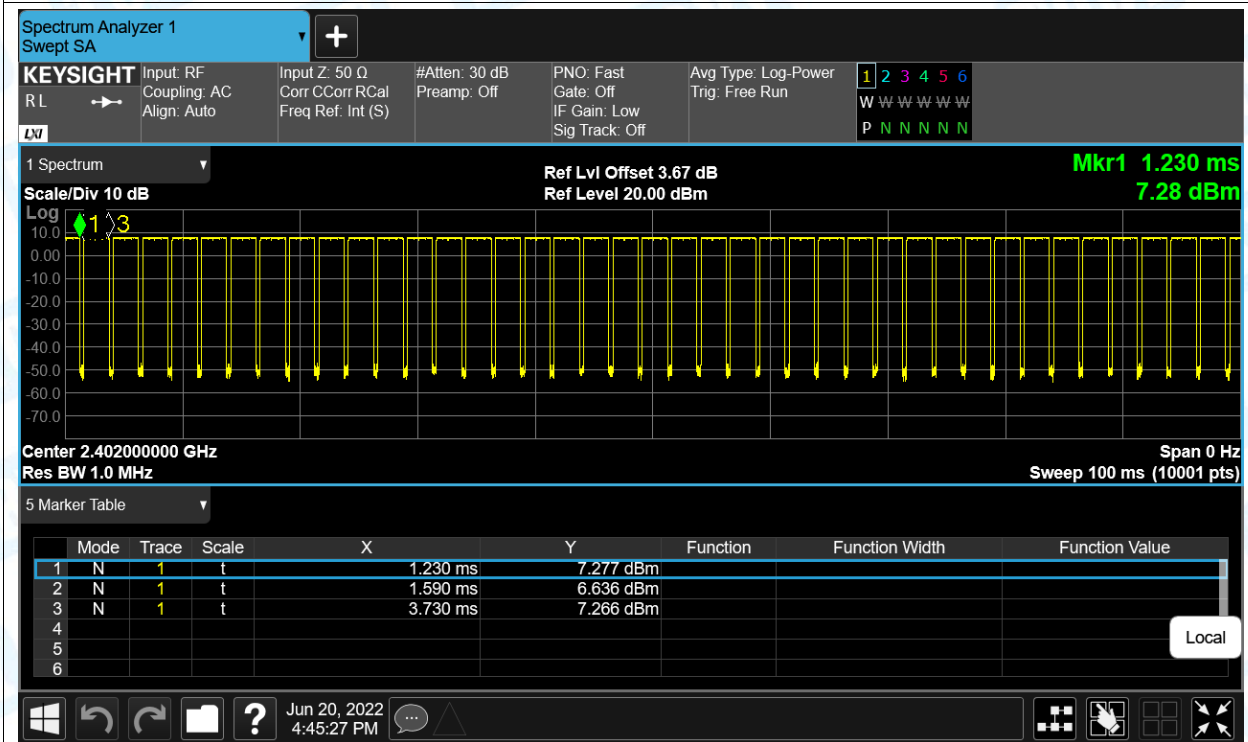 Spectrum Analyzer 1
Swept SA
+
KEYSIGHT
R L
LXI
Input: RF
Coupling: AC
Align: Auto
Input Z: 50 Ω
Corr CCorr RCal
Freq Ref: Int (S)
#Atten: 30 dB
Preamp: Off
PNO: Fast
Gate: Off
IF Gain: Low
Sig Track: Off
Avg Type: Log-Power
Trig: Free Run
1 2 3 4 5 6
W W W W W W
P N N N N N
1 Spectrum
Scale/Div 10 dB
Ref Lvl Offset 3.67 dB
Ref Level 20.00 dBm
Mkr1 1.230 ms
7.28 dBm
Log
1 3
10.0
0.00
-10.0
-20.0
-30.0
-40.0
-50.0
-60.0
-70.0
Center 2.402000000 GHz
Res BW 1.0 MHz
Span 0 Hz
Sweep 100 ms (10001 pts)
5 Marker Table
Mode Trace Scale X Y Function Function Width Function Value
1 N 1 t 1.230 ms 7.277 dBm
2 N 1 t 1.590 ms 6.636 dBm
3 N 1 t 3.730 ms 7.266 dBm
4
5
6
Local
?
Jun 20, 2022
4:45:27 PM